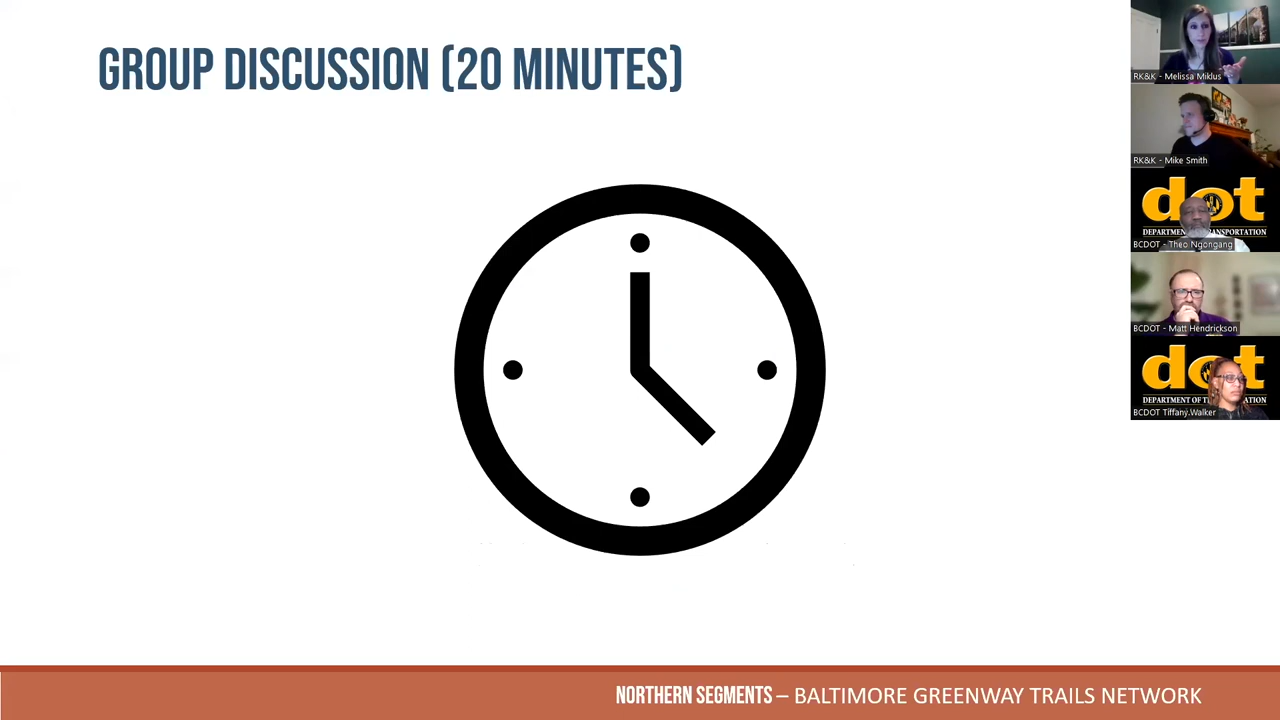 GROUP DISCUSSION (20 MINUTES)
RK&K - Melissa Miklus
RK&K - Mike Smith
dot
BCDOT - Theo Ngongang
BCDOT - Matt Hendrickson
dot
BCDOT Tiffany.Walker
NORTHERN SEGMENTS – BALTIMORE GREENWAY TRAILS NETWORK